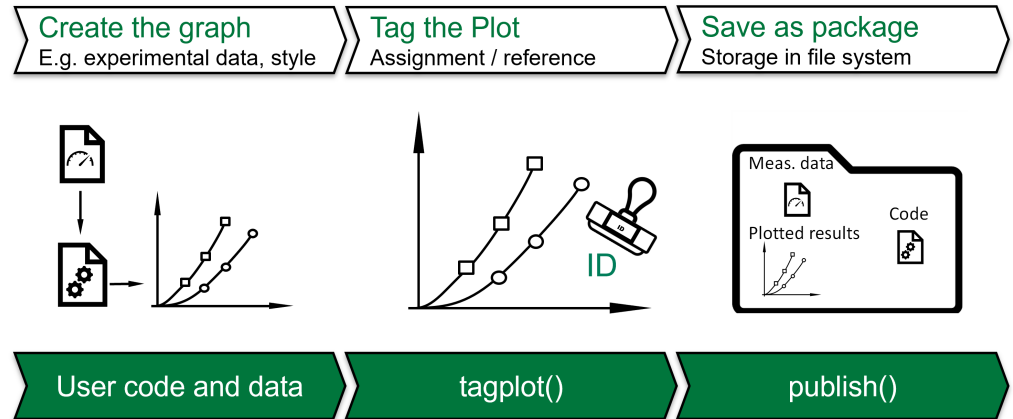 Create the graph
E.g. experimental data, style
Tag the Plot
Assignment / reference
Save as package
Storage in file system
ID
ID
Meas. data
Code
Plotted results
User code and data
tagplot()
publish()